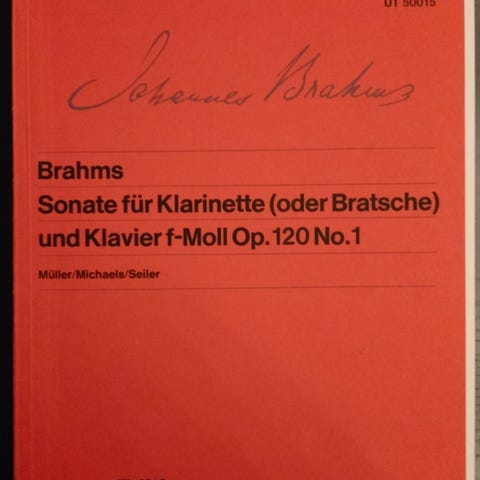 UT 50015
Johannes Brahms
Brahms
Sonate für Klarinette (oder Bratsche)
und Klavier f-Moll Op.120 No.1
Müller/Michaels/Seiler